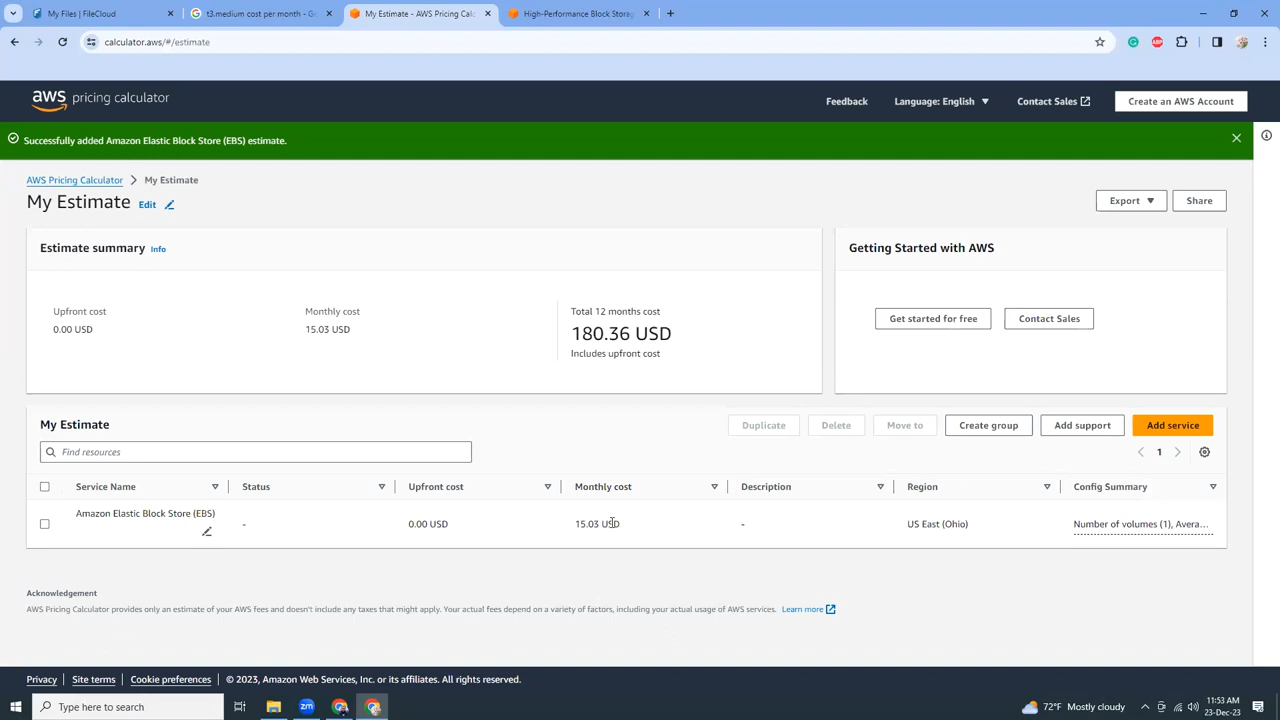 My Files | FileCloud
t3.medium cost per month - G
My Estimate - AWS Pricing Calc
High-Performance Block Storag
calculator.aws/#/estimate
aws pricing calculator
Feedback
Language: English
Contact Sales
Create an AWS Account
Successfully added Amazon Elastic Block Store (EBS) estimate.
AWS Pricing Calculator > My Estimate
My Estimate Edit
Export
Share
Estimate summary Info
Getting Started with AWS
Upfront cost
0.00 USD
Monthly cost
15.03 USD
Total 12 months cost
180.36 USD
Includes upfront cost
Get started for free
Contact Sales
My Estimate
Duplicate
Delete
Move to
Create group
Add support
Add service
Find resources
1
Service Name
Status
Upfront cost
Monthly cost
Description
Region
Config Summary
Amazon Elastic Block Store (EBS)
-
0.00 USD
15.03 USD
-
US East (Ohio)
Number of volumes (1), Avera...
Acknowledgement
AWS Pricing Calculator provides only an estimate of your AWS fees and doesn't include any taxes that might apply. Your actual fees depend on a variety of factors, including your actual usage of AWS services. Learn more
Privacy
Site terms
Cookie preferences
© 2023, Amazon Web Services, Inc. or its affiliates. All rights reserved.
Type here to search
zm
72°F Mostly cloudy
11:53 AM
23-Dec-23